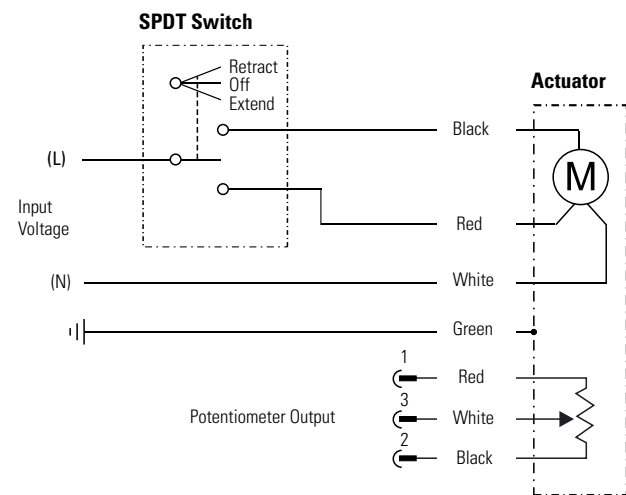 SPDT Switch
Retract
Off
Extend
Actuator
Black
(L)
M
Input
Voltage
Red
(N)
White
Green
1
Red
3
Potentiometer Output
White
2
Black